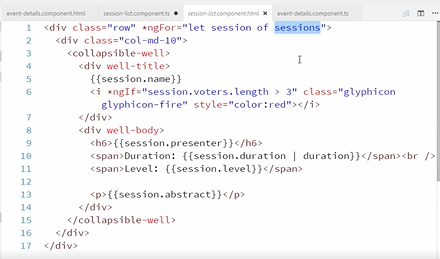 event-details.component.html session-list.component.ts session-list.component.html event-details.component.ts
1 <div class="row" *ngFor="let session of sessions">
2 <div class="col-md-10">
3 <collapsible-well>
4 <div well-title>
5 {{session.name}}
6 <i *ngIf="session.voters.length > 3" class="glyphicon
glyphicon-fire" style="color:red"></i>
7 </div>
8 <div well-body>
9 <h6>{{session.presenter}}</h6>
10 <span>Duration: {{session.duration | duration}}</span><br />
11 <span>Level: {{session.level}}</span>
12
13 <p>{{session.abstract}}</p>
14 </div>
15 </collapsible-well>
16 </div>
17 </div>